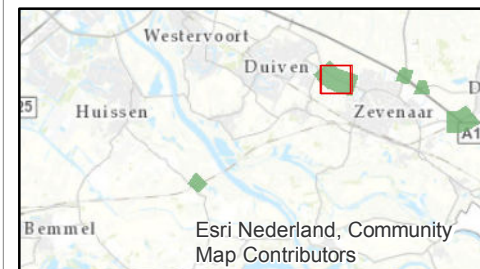 Westervoort
Duiven
25
Huissen
Zevenaar
D
A1
Bemmel
Esri Nederland, Community
Map Contributors